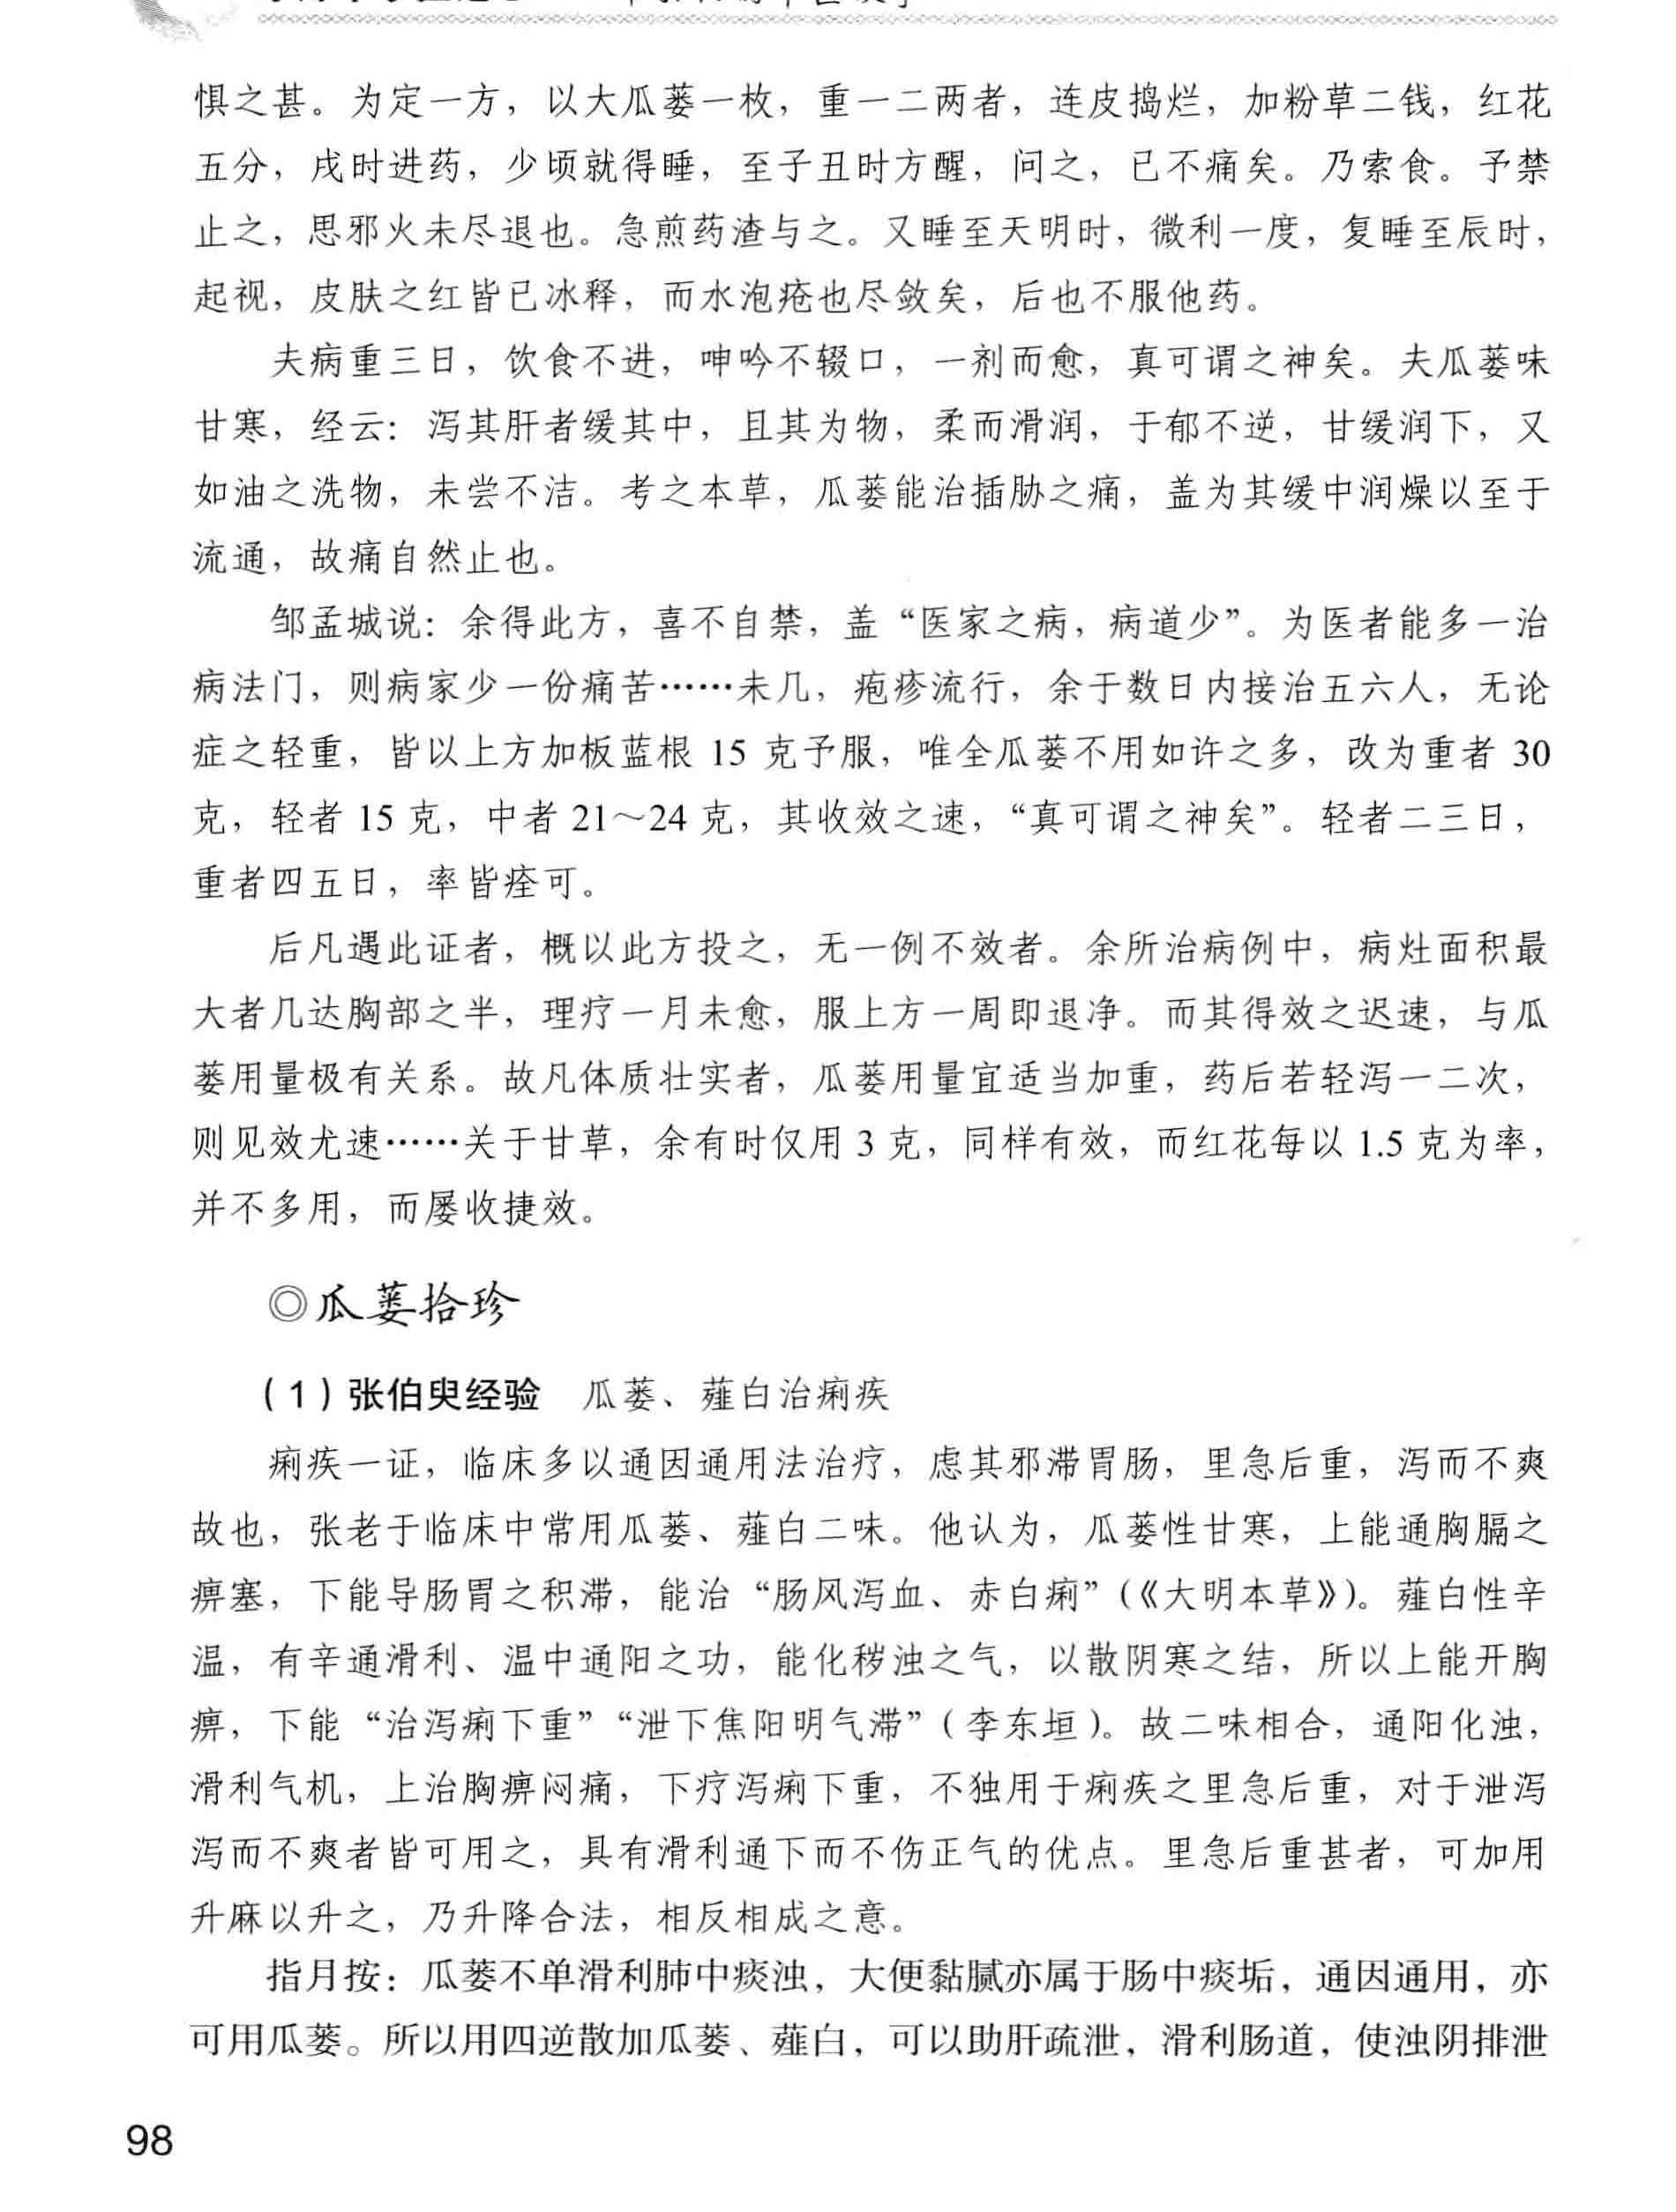 惧之甚。为定一方，以大瓜蒌一枚，重一二两者，连皮捣烂，加粉草二钱，红花
五分，戌时进药，少顷就得睡，至子丑时方醒，问之，已不痛矣。乃索食。予禁
止之，思邪火未尽退也。急煎药渣与之。又睡至天明时，微利一度，复睡至辰时，
起视，皮肤之红皆已冰释，而水泡疮也尽敛矣，后也不服他药。
夫病重三日，饮食不进，呻吟不辍口，一剂而愈，真可谓之神矣。夫瓜蒌味
甘寒，经云：泻其肝者缓其中，且其为物，柔而滑润，于郁不逆，甘缓润下，又
如油之洗物，未尝不洁。考之本草，瓜蒌能治插胁之痛，盖为其缓中润燥以至于
流通，故痛自然止也。
邹孟城说：余得此方，喜不自禁，盖“医家之病，病道少”。为医者能多一治
病法门，则病家少一份痛苦……未几，疱疹流行，余于数日内接治五六人，无论
症之轻重，皆以上方加板蓝根 15 克予服，唯全瓜蒌不用如许之多，改为重者 30
克，轻者 15 克，中者 21～24 克，其收效之速，“真可谓之神矣”。轻者二三日，
重者四五日，率皆痊可。
后凡遇此证者，概以此方投之，无一例不效者。余所治病例中，病灶面积最
大者几达胸部之半，理疗一月未愈，服上方一周即退净。而其得效之迟速，与瓜
蒌用量极有关系。故凡体质壮实者，瓜蒌用量宜适当加重，药后若轻泻一二次，
则见效尤速……关于甘草，余有时仅用 3 克，同样有效，而红花每以 1.5 克为率，
并不多用，而屡收捷效。
◎瓜蒌拾珍
（1）张伯臾经验　瓜蒌、薤白治痢疾
痢疾一证，临床多以通因通用法治疗，虑其邪滞胃肠，里急后重，泻而不爽
故也，张老于临床中常用瓜蒌、薤白二味。他认为，瓜蒌性甘寒，上能通胸膈之
痹塞，下能导肠胃之积滞，能治“肠风泻血、赤白痢”（《大明本草》）。薤白性辛
温，有辛通滑利、温中通阳之功，能化秽浊之气，以散阴寒之结，所以上能开胸
痹，下能“治泻痢下重”“泄下焦阳明气滞”（李东垣）。故二味相合，通阳化浊，
滑利气机，上治胸痹闷痛，下疗泻痢下重，不独用于痢疾之里急后重，对于泄泻
泻而不爽者皆可用之，具有滑利通下而不伤正气的优点。里急后重甚者，可加用
升麻以升之，乃升降合法，相反相成之意。
指月按：瓜蒌不单滑利肺中痰浊，大便黏腻亦属于肠中痰垢，通因通用，亦
可用瓜蒌。所以用四逆散加瓜蒌、薤白，可以助肝疏泄，滑利肠道，使浊阴排泄
98